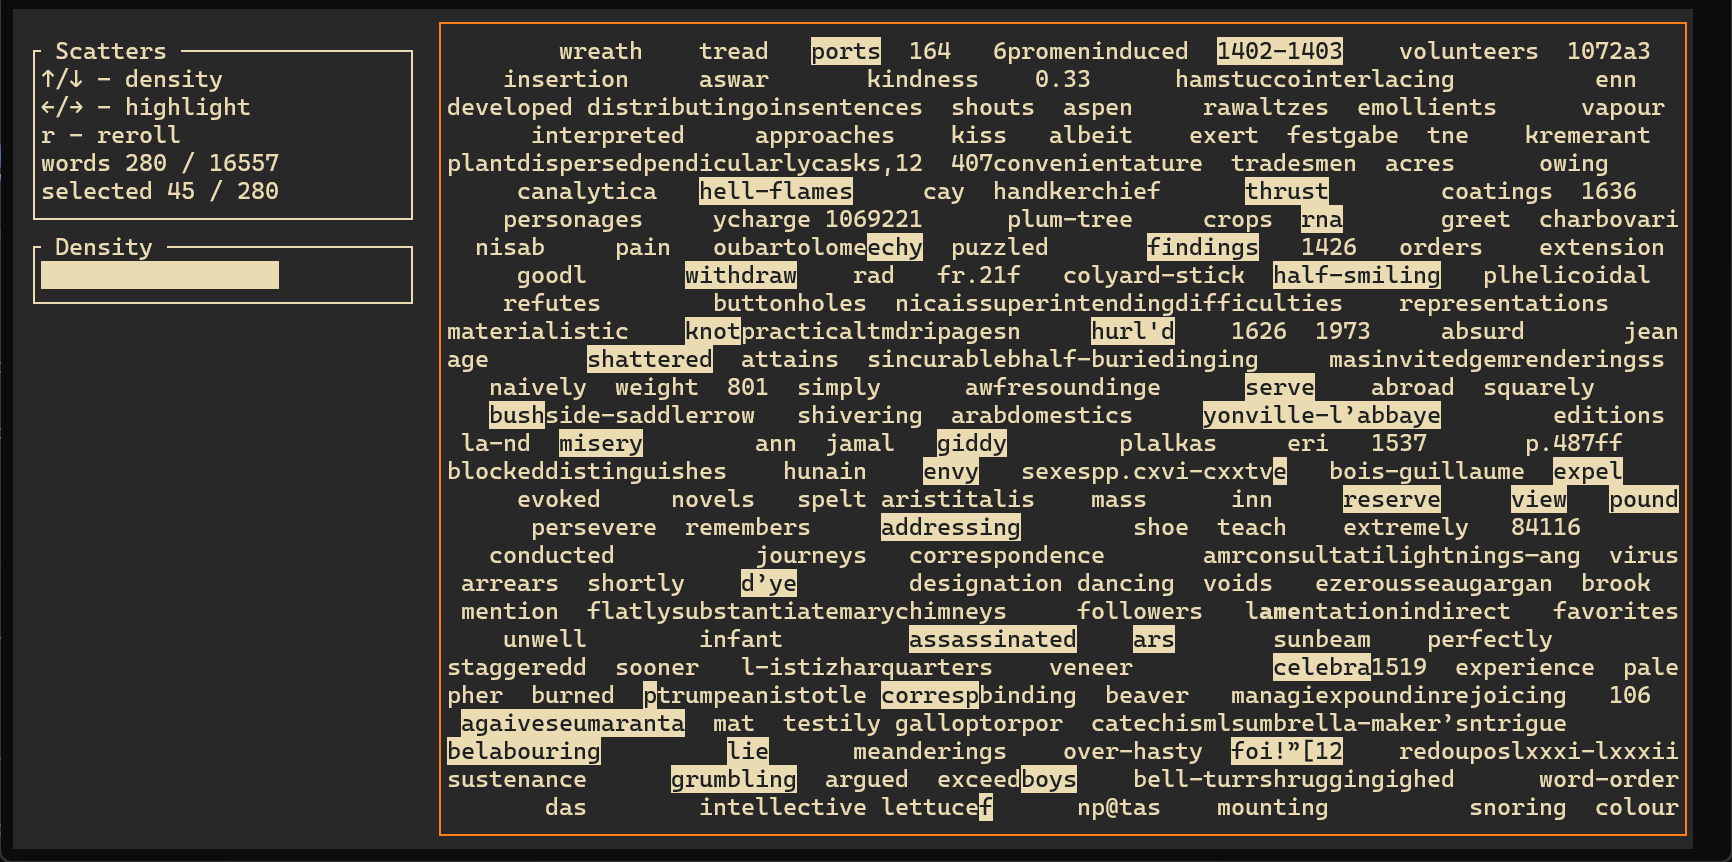 Scatters
↑/↓ - density
←/→ - highlight
r - reroll
words 280 / 16557
selected 45 / 280
Density
wreath tread ports 164 6promeninduced 1402-1403 volunteers 1072a3
insertion aswar kindness 0.33 hamstuccointerlacing enn
developed distributingoinsentences shouts aspen rawaltzes emollients vapour
interpreted approaches kiss albeit exert festgabe tne kremerant
plantdispersedpendicularlycasks,12 407convenientature tradesmen acres owing
canalytica hell-flames cay handkerchief thrust coatings 1636
personages ycharge 1069221 plum-tree crops rna greet charbovari
nisab pain oubartolomeechy puzzled findings 1426 orders extension
goodl withdraw rad fr.21f colyard-stick half-smiling plhelicoidal
refutes buttonholes nicaissuperintendingdifficulties representations
materialistic knotpracticaltmdripagesn hurl'd 1626 1973 absurd jean
age shattered attains sincurablebhalf-buriedinging masinvitedgemrenderingss
naively weight 801 simply awfresoundinge serve abroad squarely
bushside-saddlerrow shivering arabdomestics yonville-l’abbaye editions
la-nd misery ann jamal giddy plalkas eri 1537 p.487ff
blockeddistinguishes hunain envy sexespp.cxvi-cxxtve bois-guillaume expel
evoked novels spelt aristitalis mass inn reserve view pound
persevere remembers addressing shoe teach extremely 84116
conducted journeys correspondence amrconsultatilightnings-ang virus
arrears shortly d’ye designation dancing voids ezerousseaugargan brook
mention flatlysubstantiatemarychimneys followers lamentationindirect favorites
unwell infant assassinated ars sunbeam perfectly
staggeredd sooner l-istizharquarters veneer celebra1519 experience pale
pher burned ptrumpeanistotle correspbinding beaver managiexpoundinrejoicing 106
agaiveseumaranta mat testily galloptorpor catechismlsumbrella-maker’sntrigue
belabouring lie meanderings over-hasty foi!”[12 redouposlxxxi-lxxxii
sustenance grumbling argued exceedboys bell-turrshruggingighed word-order
das intellective lettucef np@tas mounting snoring colour